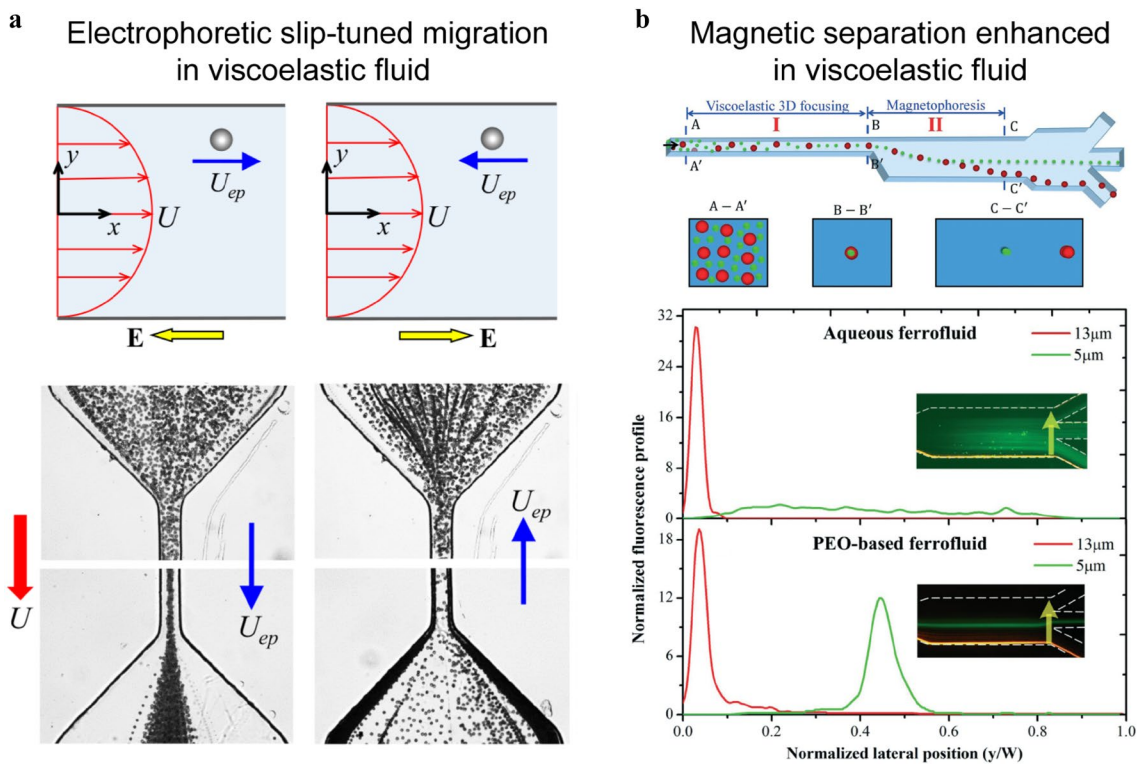 a
Electrophoretic slip-tuned migration
in viscoelastic fluid
y
U_ep
x
U
E
y
U_ep
x
U
E
U
U_ep
U_ep
b
Magnetic separation enhanced
in viscoelastic fluid
Viscoelastic 3D focusing
Magnetophoresis
A
I
B
II
C
A′
B′
C′
A – A′
B – B′
C – C′
Normalized fluorescence profile
32
24
16
8
0
Aqueous ferrofluid
13μm
5μm
18
12
6
0
PEO-based ferrofluid
13μm
5μm
0.0
0.2
0.4
0.6
0.8
1.0
Normalized lateral position (y/W)